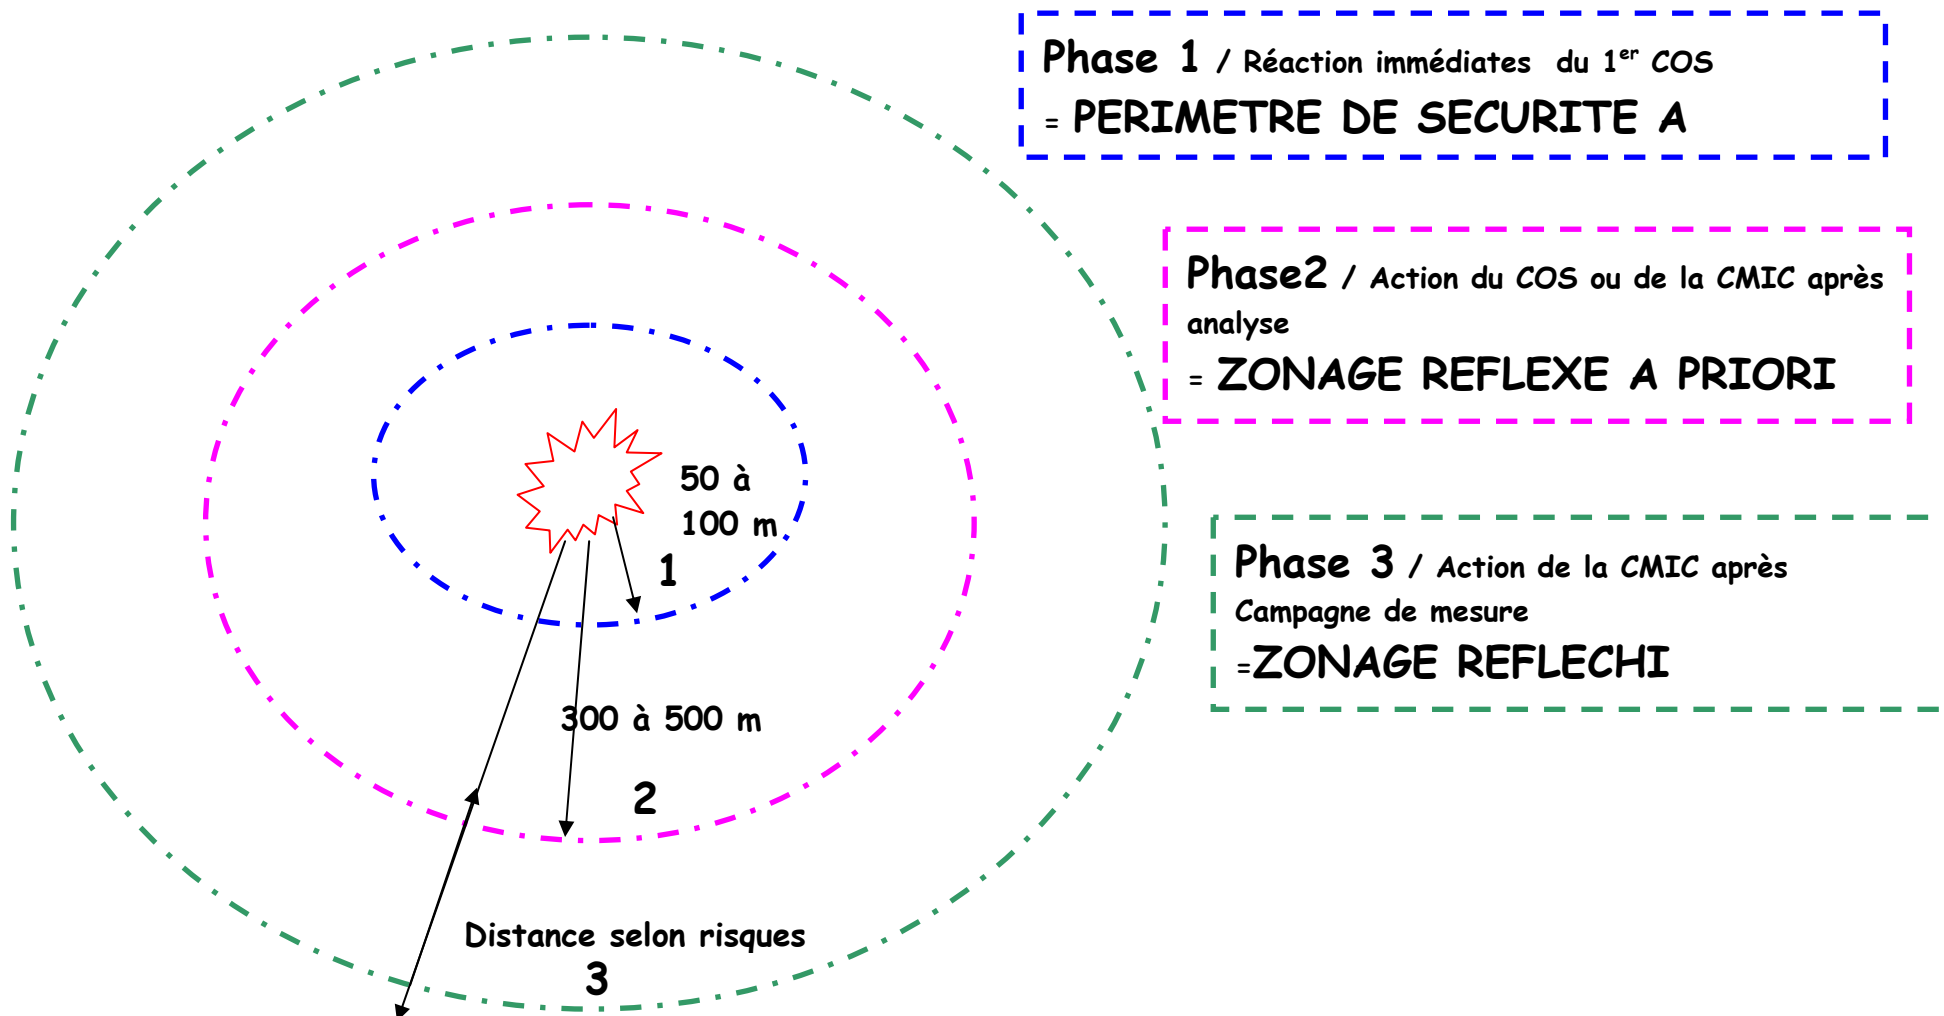 Phase 1 / Réaction immédiates du 1er COS
= PERIMETRE DE SECURITE A
Phase2 / Action du COS ou de la CMIC après
analyse
= ZONAGE REFLEXE A PRIORI
50 à
100 m
1
Phase 3 / Action de la CMIC après
Campagne de mesure
=ZONAGE REFLECHI
300 à 500 m
2
Distance selon risques
3